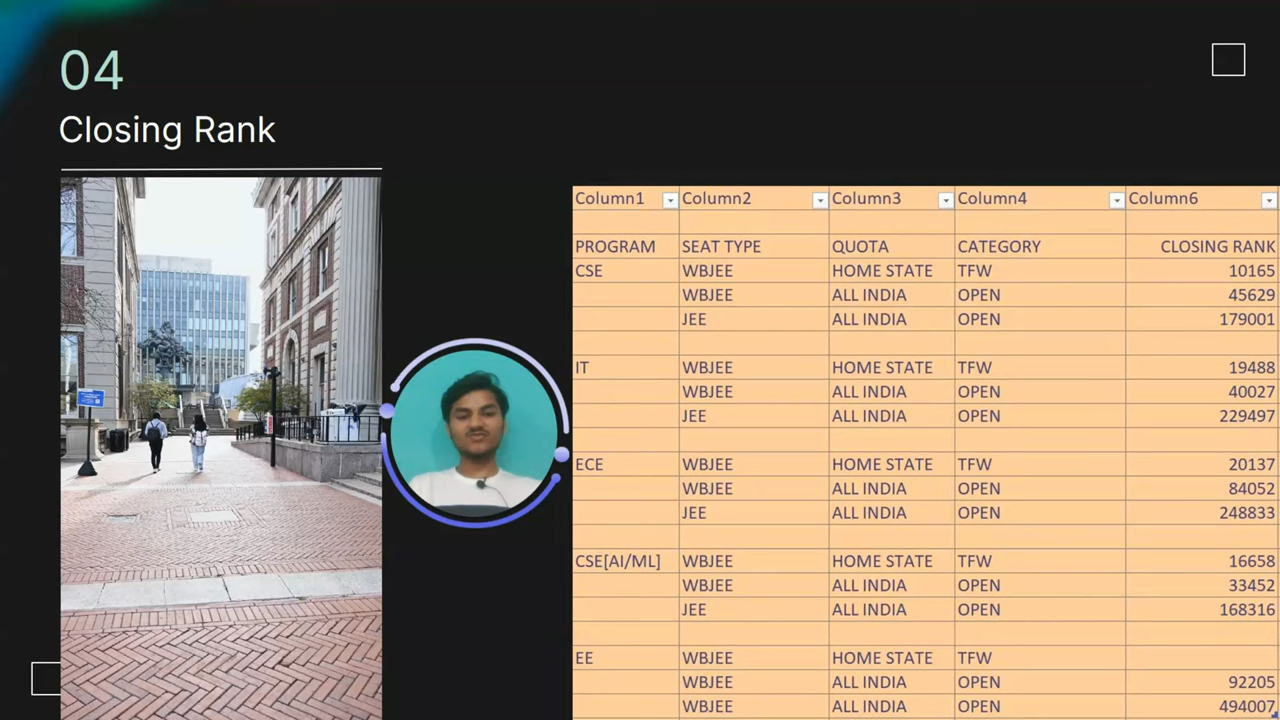 04
Closing Rank
Column1 Column2 Column3 Column4 Column6
PROGRAM SEAT TYPE QUOTA CATEGORY CLOSING RANK
CSE WBJEE HOME STATE TFW 10165
WBJEE ALL INDIA OPEN 45629
JEE ALL INDIA OPEN 179001
IT WBJEE HOME STATE TFW 19488
WBJEE ALL INDIA OPEN 40027
JEE ALL INDIA OPEN 229497
ECE WBJEE HOME STATE TFW 20137
WBJEE ALL INDIA OPEN 84052
JEE ALL INDIA OPEN 248833
CSE[AI/ML] WBJEE HOME STATE TFW 16658
WBJEE ALL INDIA OPEN 33452
JEE ALL INDIA OPEN 168316
EE WBJEE HOME STATE TFW
WBJEE ALL INDIA OPEN 92205
WBJEE ALL INDIA OPEN 494007